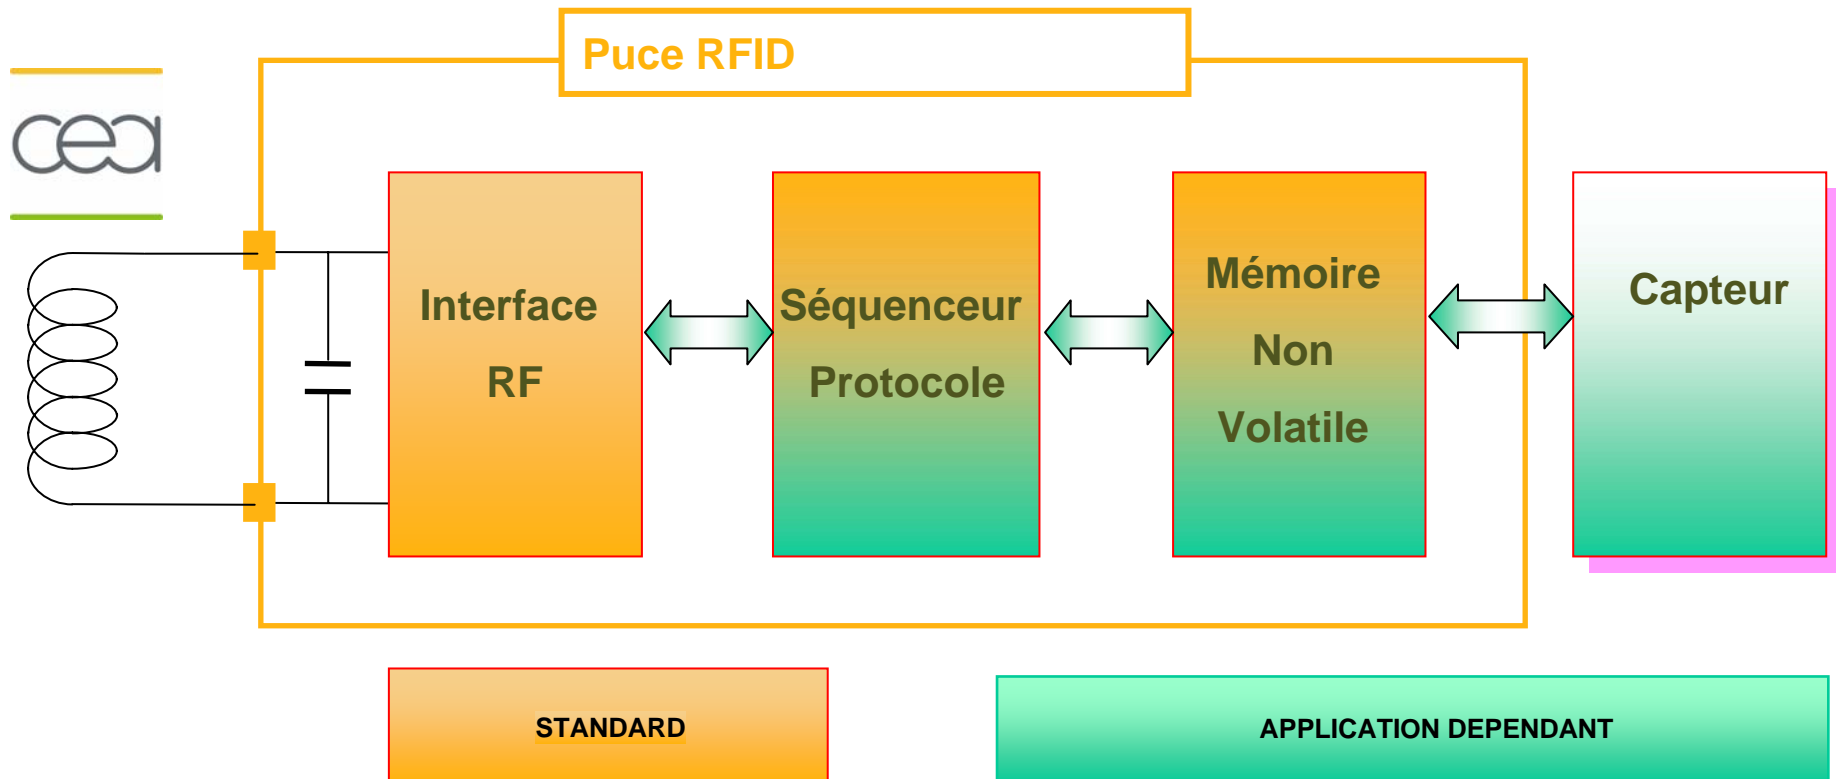 Puce RFID
cea
Interface
RF
Séquenceur
Protocole
Mémoire
Non
Volatile
Capteur
STANDARD
APPLICATION DEPENDANT